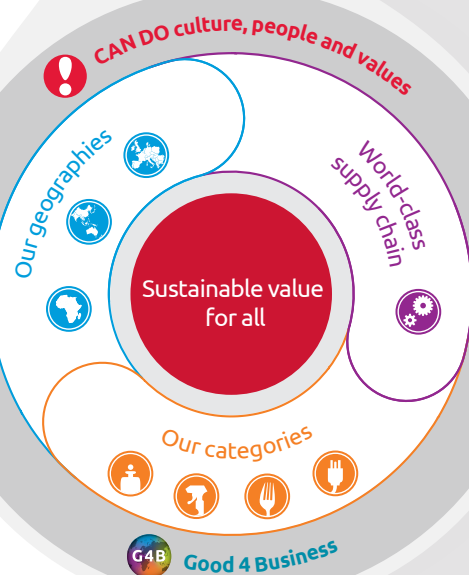 CAN DO culture, people and values
Our geographies
World-class
supply chain
Sustainable value
for all
Our categories
G4B
Good 4 Business